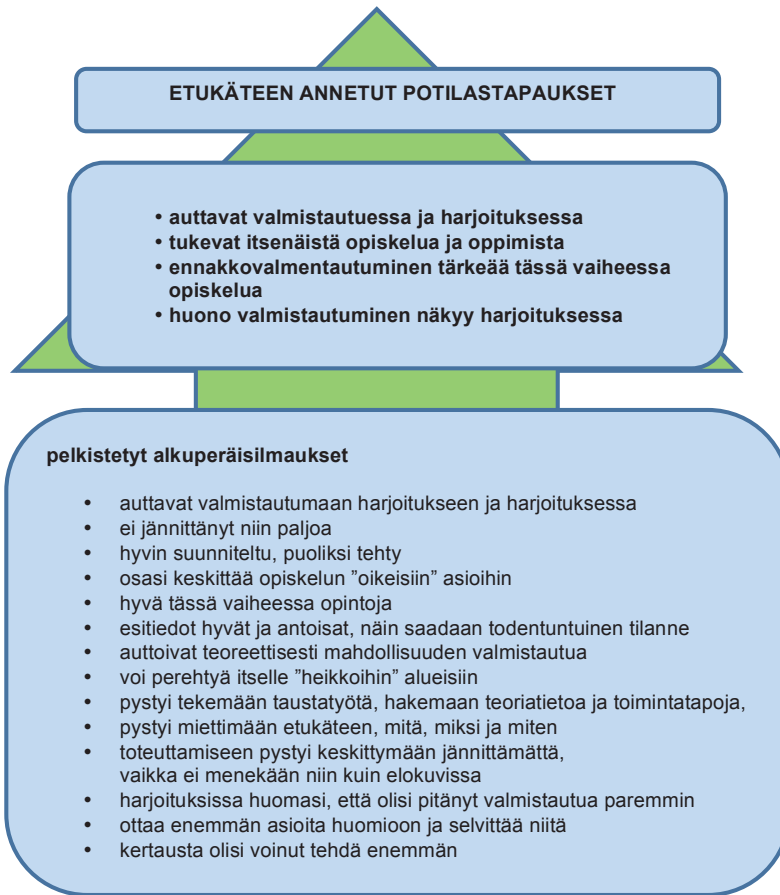 ETUKÄTEEN ANNETUT POTILASTAPAUKSET
• auttavat valmistautuessa ja harjoituksessa
• tukevat itsenäistä opiskelua ja oppimista
• ennakkovalmentautuminen tärkeää tässä vaiheessa
opiskelua
• huono valmistautuminen näkyy harjoituksessa
pelkistetyt alkuperäisilmaukset
• auttavat valmistautumaan harjoitukseen ja harjoituksessa
• ei jännittänyt niin paljoa
• hyvin suunniteltu, puoliksi tehty
• osasi keskittää opiskelun ”oikeisiin” asioihin
• hyvä tässä vaiheessa opintoja
• esitiedot hyvät ja antoisat, näin saadaan todentuntuinen tilanne
• auttoivat teoreettisesti mahdollisuuden valmistautua
• voi perehtyä itselle ”heikkoihin” alueisiin
• pystyi tekemään taustatyötä, hakemaan teoriatietoa ja toimintatapoja,
• pystyi miettimään etukäteen, mitä, miksi ja miten
• toteuttamiseen pystyi keskittymään jännittämättä,
vaikka ei menekään niin kuin elokuvissa
• harjoituksissa huomasi, että olisi pitänyt valmistautua paremmin
• ottaa enemmän asioita huomioon ja selvittää niitä
• kertausta olisi voinut tehdä enemmän